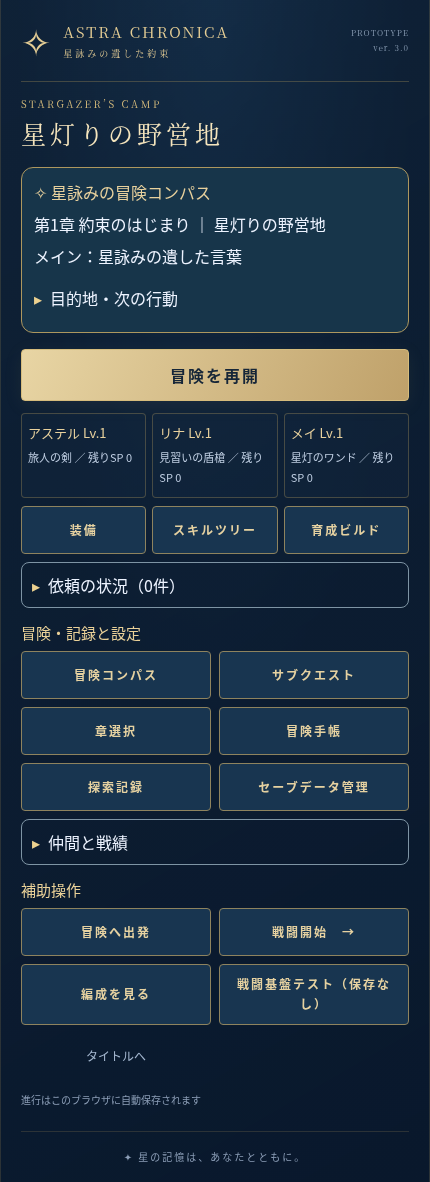 ASTRA CHRONICA
星詠みの遺した約束
PROTOTYPE
ver. 3.0
STARGAZER'S CAMP
星灯りの野営地
✧ 星詠みの冒険コンパス
第1章 約束のはじまり ｜ 星灯りの野営地
メイン：星詠みの遺した言葉
▸ 目的地・次の行動
冒険を再開
アステル Lv.1
旅人の剣 ／ 残りSP 0
リナ Lv.1
見習いの盾槍 ／ 残り
SP 0
メイ Lv.1
星灯のワンド ／ 残り
SP 0
装備
スキルツリー
育成ビルド
▸ 依頼の状況（0件）
冒険・記録と設定
冒険コンパス
サブクエスト
章選択
冒険手帳
探索記録
セーブデータ管理
▸ 仲間と戦績
補助操作
冒険へ出発
戦闘開始 →
編成を見る
戦闘基盤テスト（保存な
し）
タイトルへ
進行はこのブラウザに自動保存されます
✦ 星の記憶は、あなたとともに。